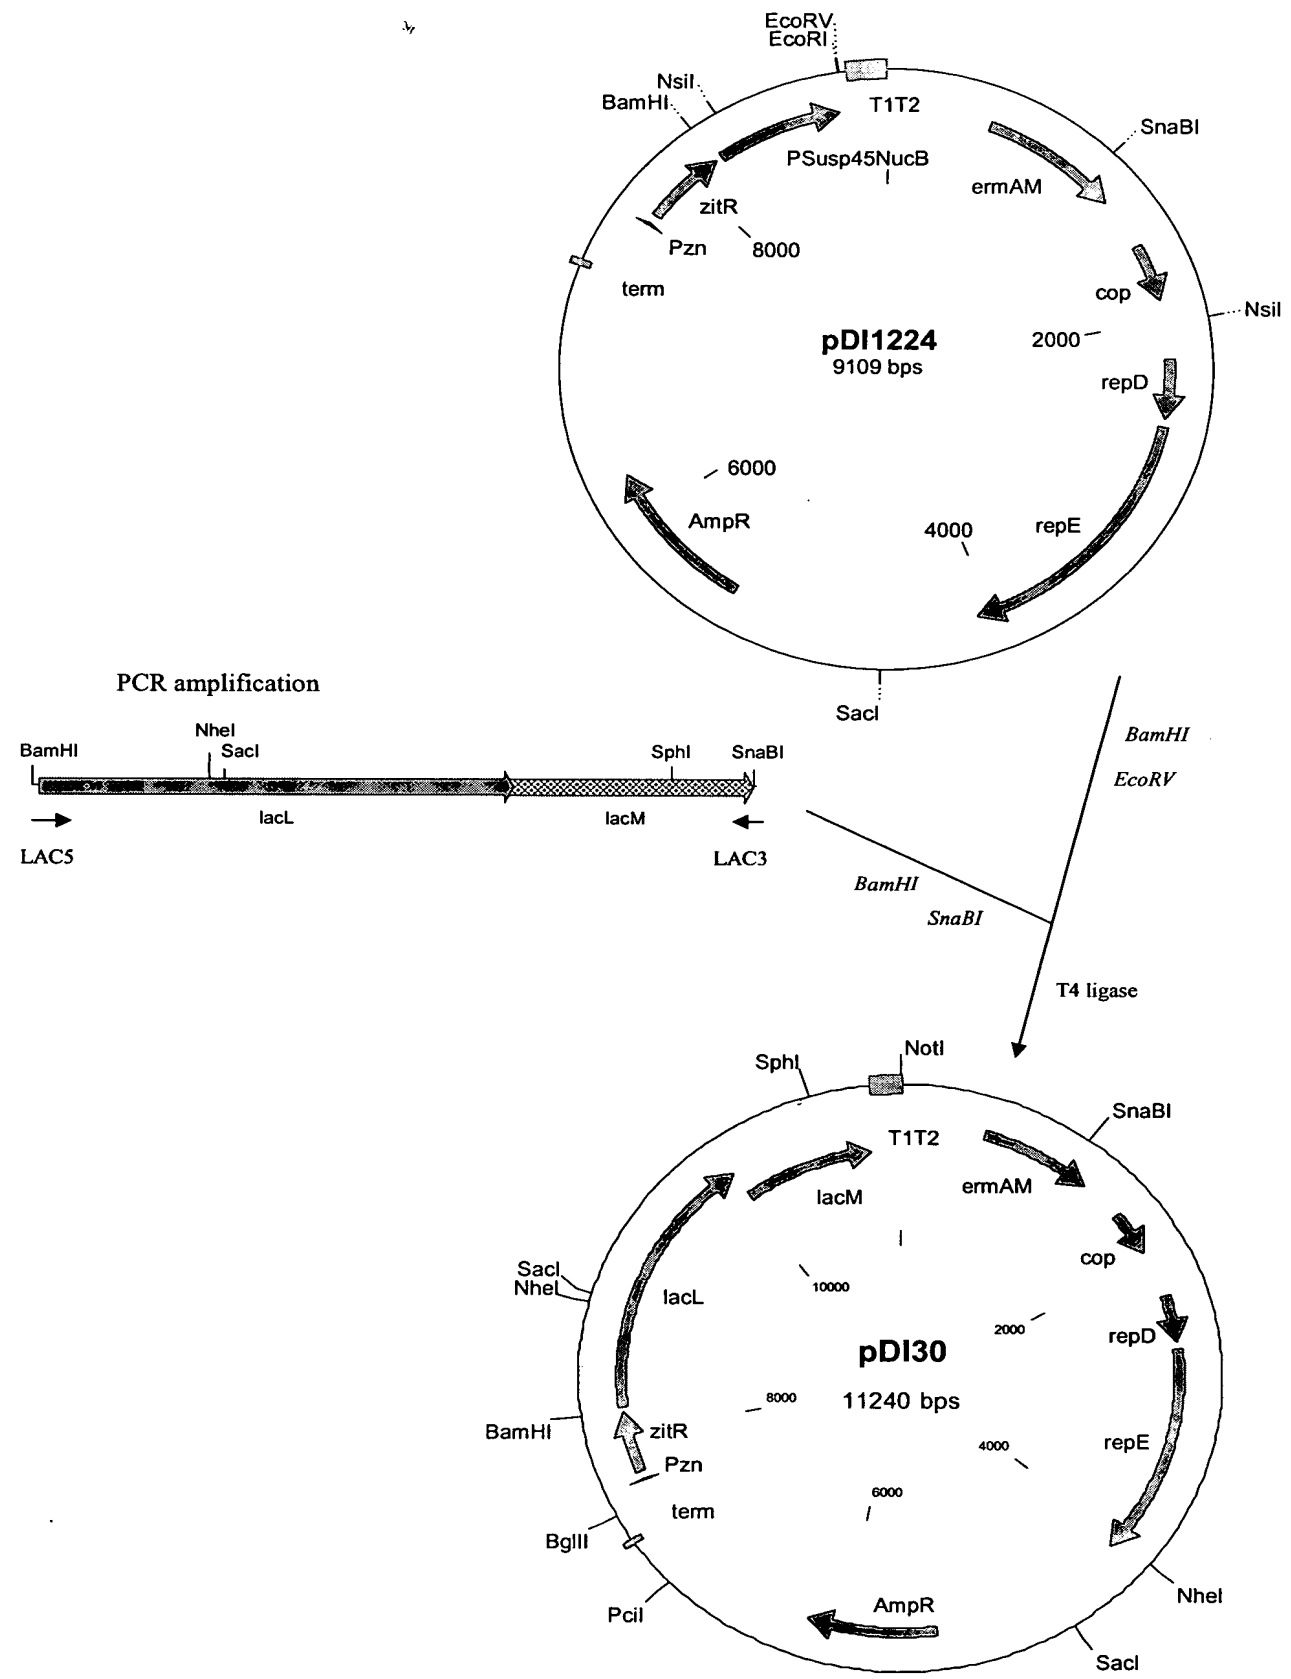 EcoRV
EcoRI
NsiI
BamHI
T1T2
SnaBI
PSusp45NucB
ermAM
zitR
Pzn
8000
term
cop
NsiI
pDI1224
9109 bps
2000
repD
6000
AmpR
4000
repE
SacI
PCR amplification
NheI
BamHI
SacI
SphI
SnaBI
lacL
lacM
LAC5
LAC3
BamHI
EcoRV
BamHI
SnaBI
T4 ligase
NotI
SphI
SnaBI
T1T2
ermAM
lacM
cop
SacI
NheI
lacL
10000
2000
repD
pDI30
8000
11240 bps
BamHI
zitR
Pzn
repE
4000
6000
term
BglII
NheI
PciI
AmpR
SacI